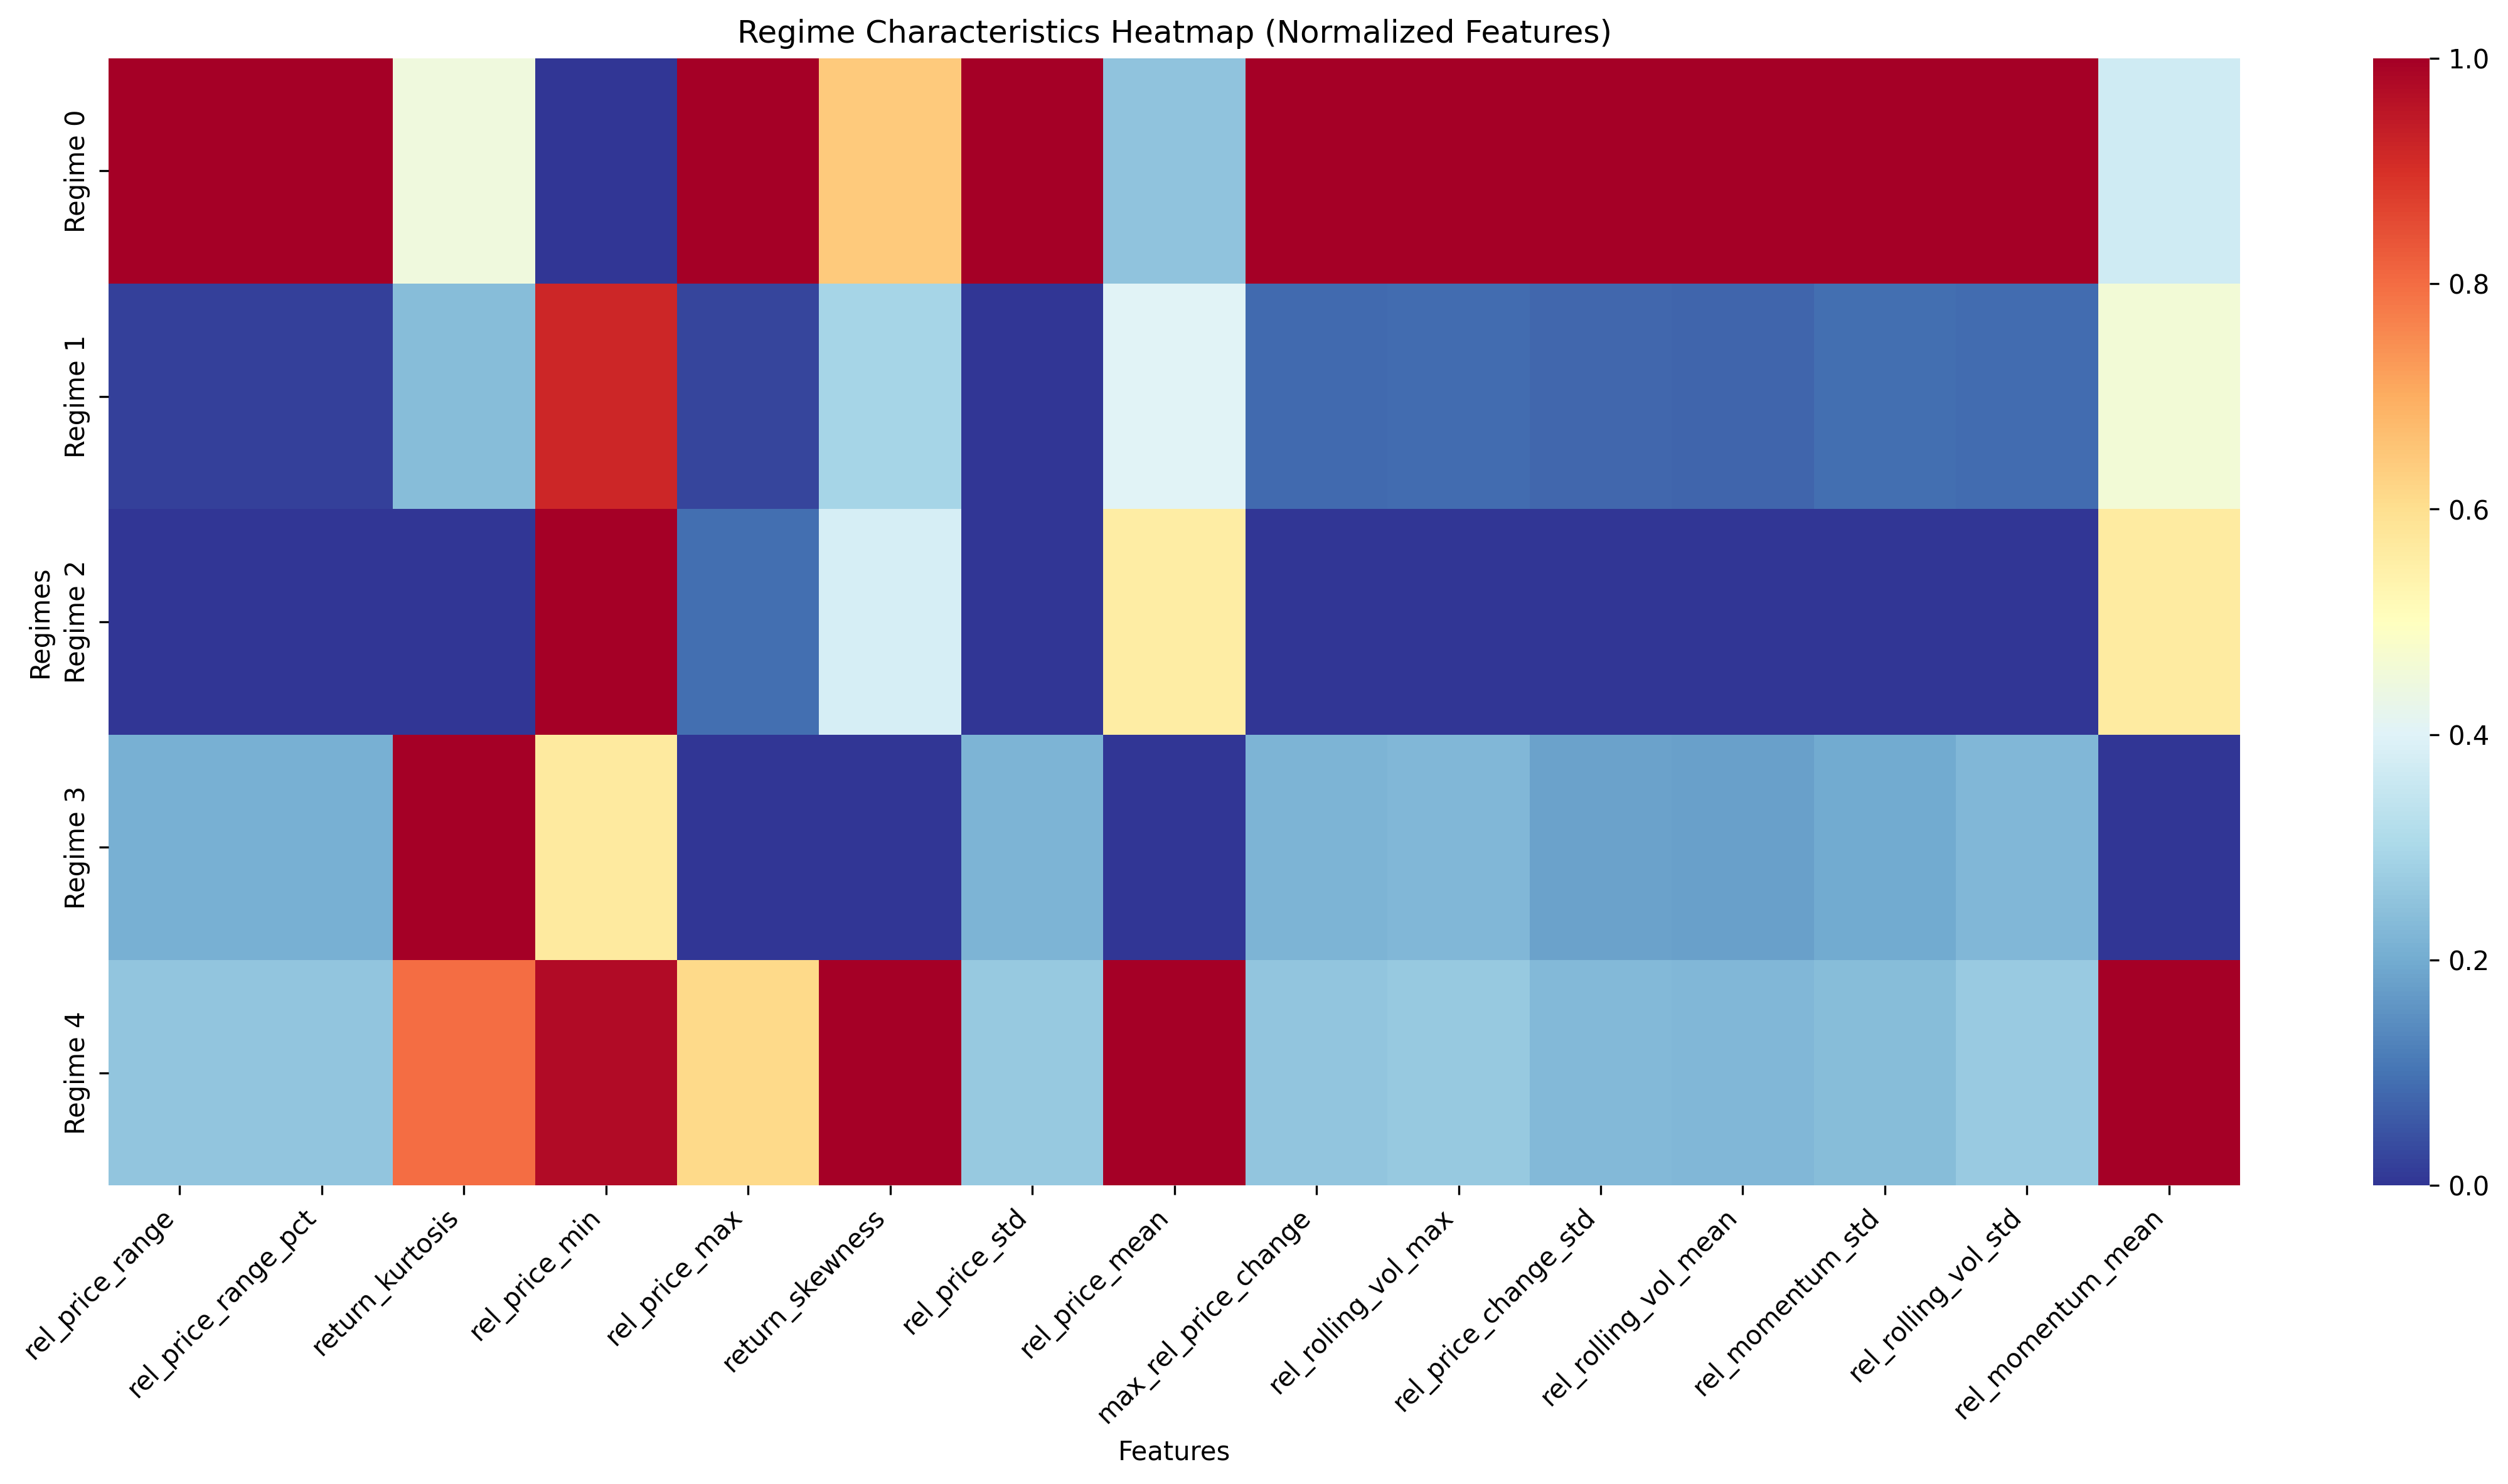 Regime Characteristics Heatmap (Normalized Features)
Regimes
Regime 0
Regime 1
Regime 2
Regime 3
Regime 4
rel_price_range
rel_price_range_pct
return_kurtosis
rel_price_min
rel_price_max
return_skewness
rel_price_std
rel_price_mean
max_rel_price_change
rel_rolling_vol_max
rel_price_change_std
rel_rolling_vol_mean
rel_momentum_std
rel_rolling_vol_std
rel_momentum_mean
Features
1.0
0.8
0.6
0.4
0.2
0.0